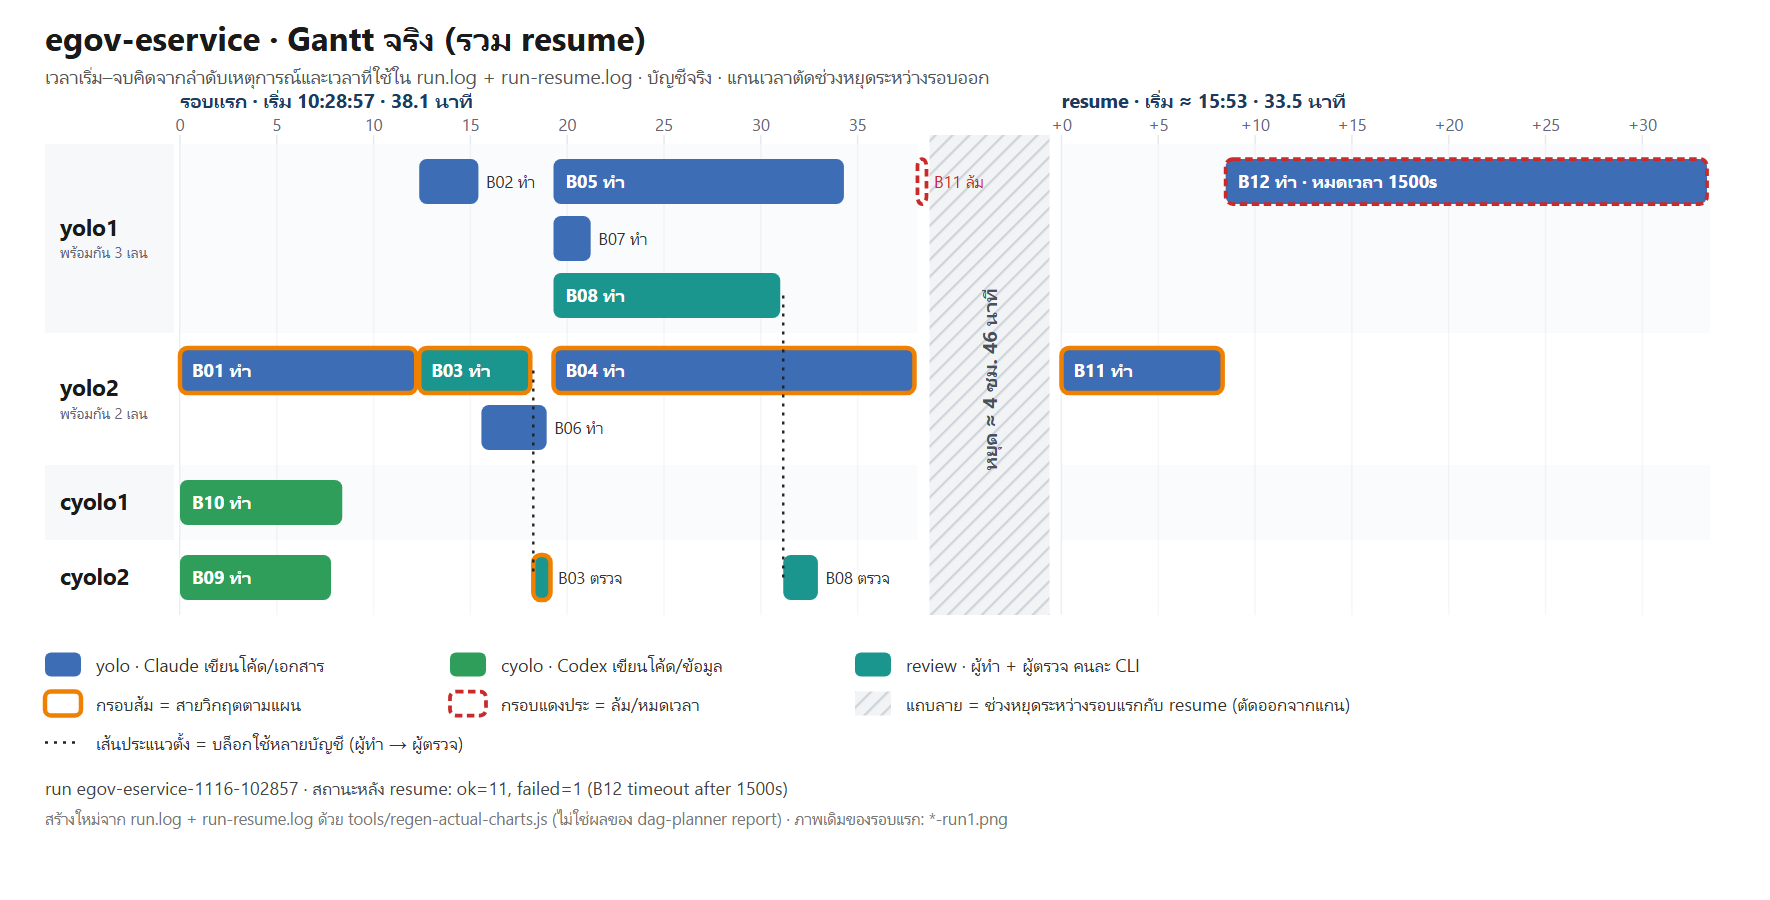 egov-eservice · Gantt จริง (รวม resume)
เวลาเริ่ม–จบคิดจากลำดับเหตุการณ์และเวลาที่ใช้ใน run.log + run-resume.log · บัญชีจริง · แกนเวลาตัดช่วงหยุดระหว่างรอบออก
รอบแรก · เริ่ม 10:28:57 · 38.1 นาที
resume · เริ่ม ≈ 15:53 · 33.5 นาที
0 5 10 15 20 25 30 35 +0 +5 +10 +15 +20 +25 +30
yolo1
พร้อมกัน 3 เลน
B02 ทำ
B05 ทำ
B11 ล้ม
B12 ทำ · หมดเวลา 1500s
B07 ทำ
B08 ทำ
หยุด ≈ 4 ชม. 46 นาที
yolo2
พร้อมกัน 2 เลน
B01 ทำ
B03 ทำ
B04 ทำ
B11 ทำ
B06 ทำ
cyolo1
B10 ทำ
cyolo2
B09 ทำ
B03 ตรวจ
B08 ตรวจ
yolo · Claude เขียนโค้ด/เอกสาร
cyolo · Codex เขียนโค้ด/ข้อมูล
review · ผู้ทำ + ผู้ตรวจ คนละ CLI
กรอบส้ม = สายวิกฤตตามแผน
กรอบแดงประ = ล้ม/หมดเวลา
แถบลาย = ช่วงหยุดระหว่างรอบแรกกับ resume (ตัดออกจากแกน)
เส้นประแนวตั้ง = บล็อกใช้หลายบัญชี (ผู้ทำ → ผู้ตรวจ)
run egov-eservice-1116-102857 · สถานะหลัง resume: ok=11, failed=1 (B12 timeout after 1500s)
สร้างใหม่จาก run.log + run-resume.log ด้วย tools/regen-actual-charts.js (ไม่ใช่ผลของ dag-planner report) · ภาพเดิมของรอบแรก: *-run1.png